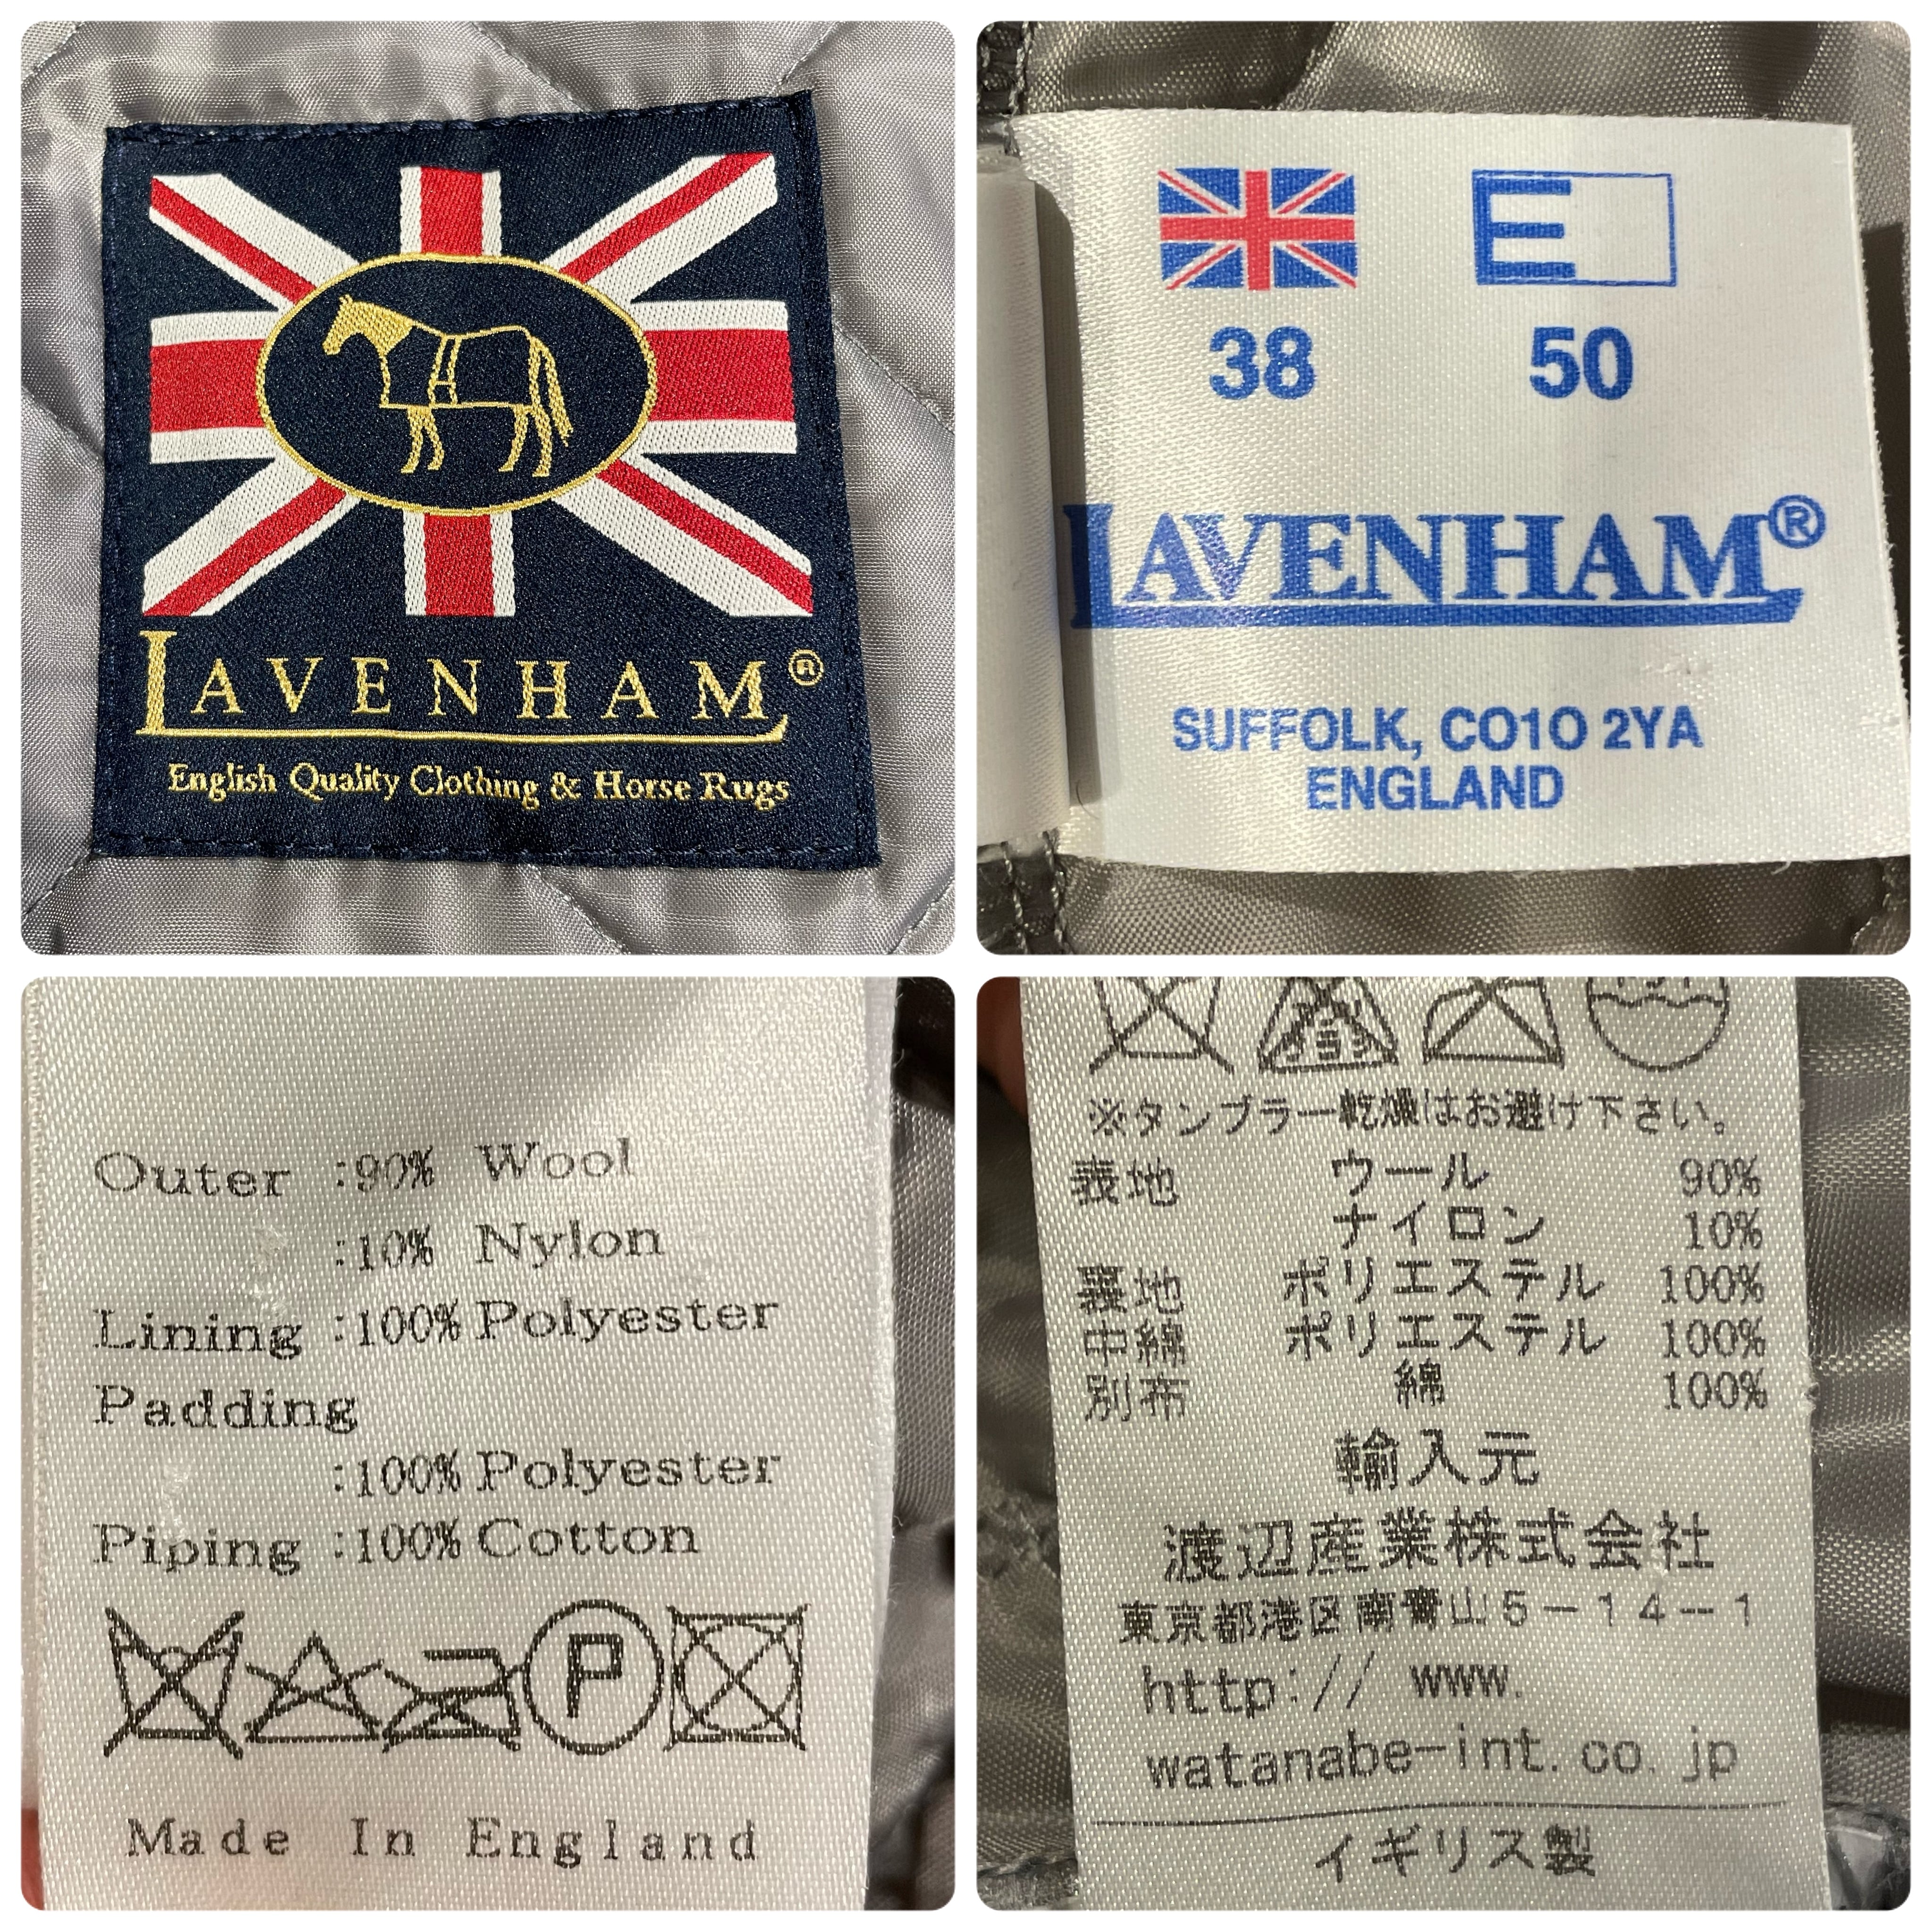 LAVENHAM®
English Quality Clothing & Horse Rugs
E
38 50
LAVENHAM®
SUFFOLK, CO10 2YA
ENGLAND
Outer :90% Wool
:10% Nylon
Lining :100% Polyester
Padding
:100% Polyester
Piping :100% Cotton
P
Made In England
※タンブラー乾燥はお避け下さい。
表地 ウール 90%
ナイロン 10%
裏地 ポリエステル 100%
中綿 ポリエステル 100%
別布 綿 100%
輸入元
渡辺産業株式会社
東京都港区南青山5-14-1
http:// www.
watanabe-int.co.jp
イギリス製